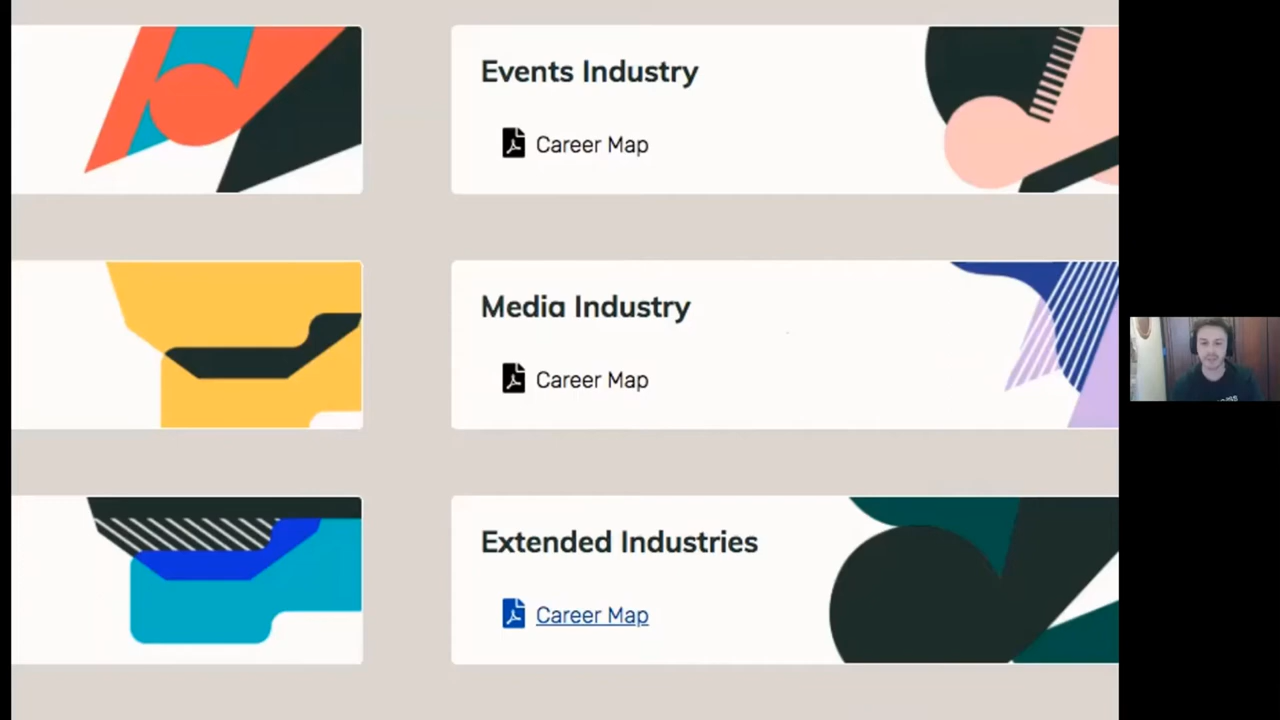 Events Industry
Career Map
Media Industry
Career Map
Extended Industries
Career Map